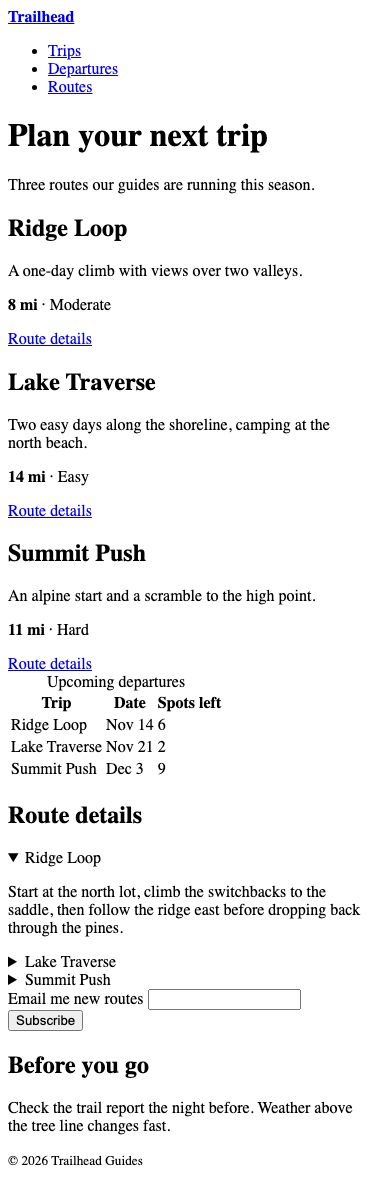 Trailhead
Trips
Departures
Routes
Plan your next trip
Three routes our guides are running this season.
Ridge Loop
A one-day climb with views over two valleys.
8 mi · Moderate
Route details
Lake Traverse
Two easy days along the shoreline, camping at the
north beach.
14 mi · Easy
Route details
Summit Push
An alpine start and a scramble to the high point.
11 mi · Hard
Route details
Upcoming departures
Trip Date Spots left
Ridge Loop Nov 14 6
Lake Traverse Nov 21 2
Summit Push Dec 3 9
Route details
Ridge Loop
Start at the north lot, climb the switchbacks to the
saddle, then follow the ridge east before dropping back
through the pines.
Lake Traverse
Summit Push
Email me new routes
Subscribe
Before you go
Check the trail report the night before. Weather above
the tree line changes fast.
© 2026 Trailhead Guides